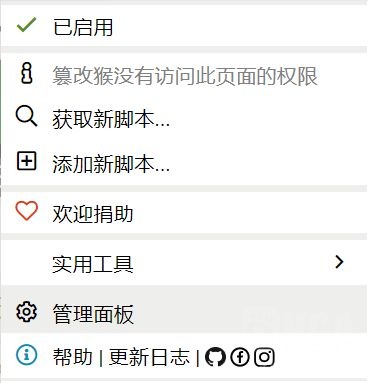 已启用
篡改猴没有访问此页面的权限
获取新脚本...
添加新脚本...
欢迎捐助
实用工具
管理面板
帮助 | 更新日志 |